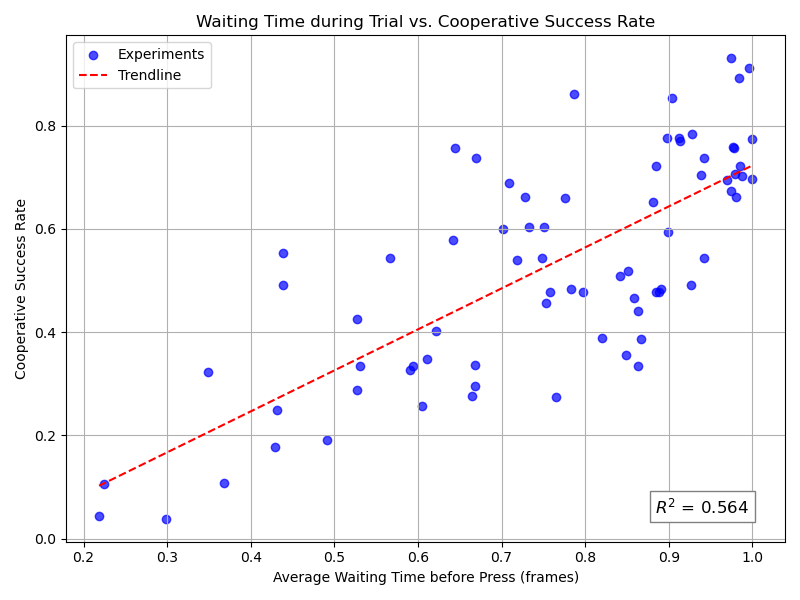 Waiting Time during Trial vs. Cooperative Success Rate
Experiments
Trendline
Cooperative Success Rate
0.8
0.6
0.4
0.2
0.0
R² = 0.564
0.2 0.3 0.4 0.5 0.6 0.7 0.8 0.9 1.0
Average Waiting Time before Press (frames)